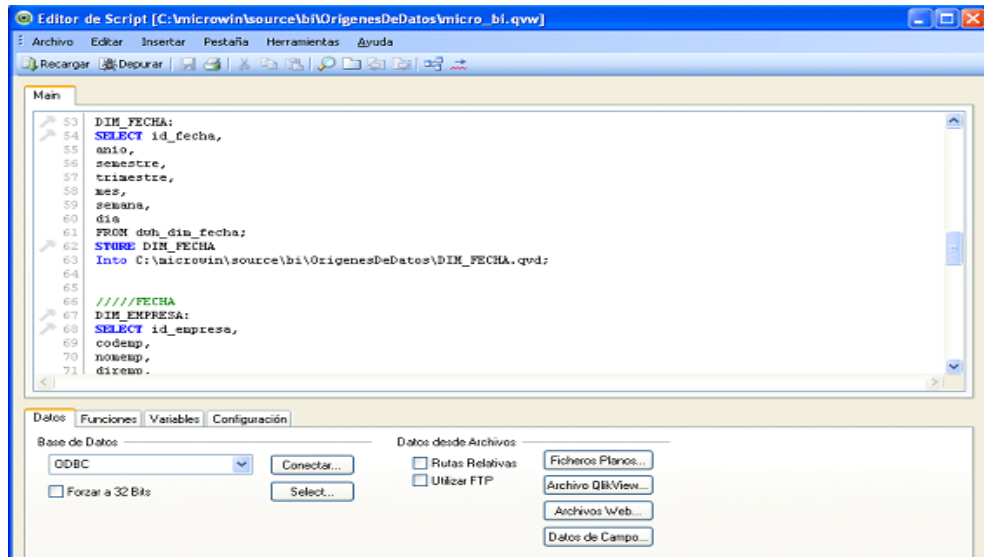 Editor de Script [C:\microwin\source\bi\OrigenesDeDatos\micro_bi.qvw]
Archivo Editar Insertar Pestaña Herramientas Ayuda
Recargar Depurar
Main
53 DIM_FECHA:
54 SELECT id_fecha,
55 anio,
56 semestre,
57 trimestre,
58 mes,
59 semana,
60 dia
61 FROM dwh_dim_fecha;
62 STORE DIM_FECHA
63 Into C:\microwin\source\bi\OrigenesDeDatos\DIM_FECHA.qvd;
64
65
66 /////FECHA
67 DIM_EMPRESA:
68 SELECT id_empresa,
69 codemp,
70 nomemp,
71 diremp,
Datos Funciones Variables Configuración
Base de Datos Datos desde Archivos
ODBC Conectar... Rutas Relativas Ficheros Planos...
Forzar a 32 Bits Select... Utilizar FTP Archivo QlikView...
Archivos Web...
Datos de Campo...